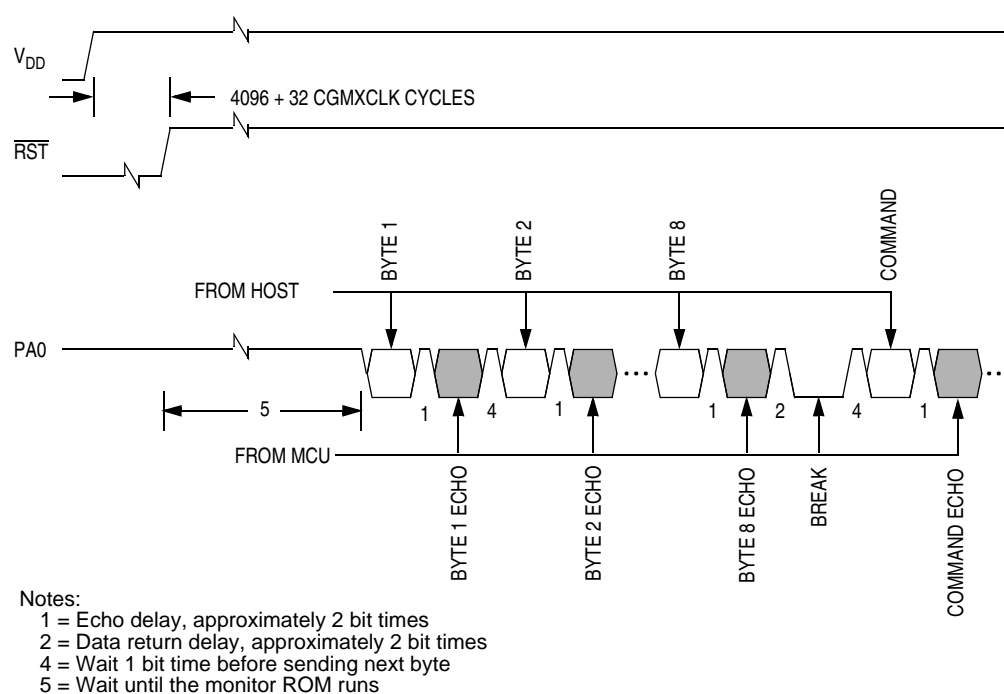 VDD
4096 + 32 CGMXCLK CYCLES
RST
BYTE 1
BYTE 2
BYTE 8
COMMAND
FROM HOST
PA0
...
...
1
4
1
1
2
4
1
5
FROM MCU
BYTE 1 ECHO
BYTE 2 ECHO
BYTE 8 ECHO
BREAK
COMMAND ECHO
Notes:
1 = Echo delay, approximately 2 bit times
2 = Data return delay, approximately 2 bit times
4 = Wait 1 bit time before sending next byte
5 = Wait until the monitor ROM runs